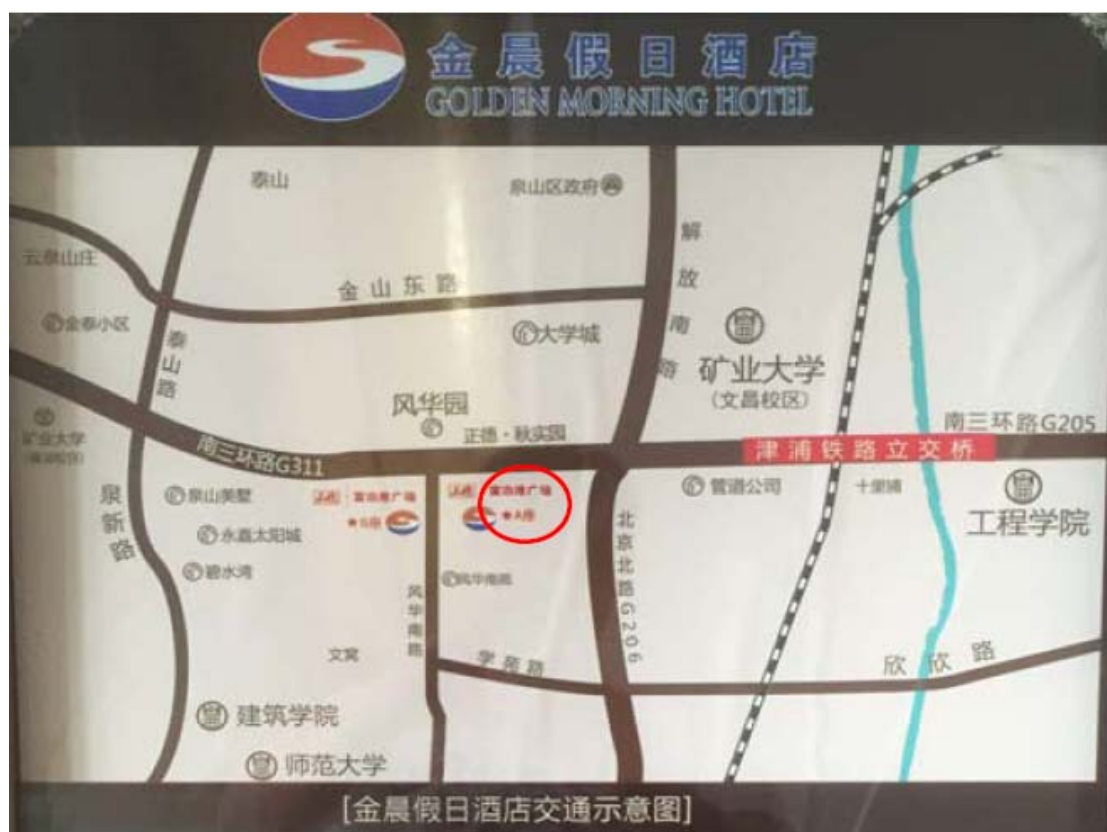 金晨假日酒店
GOLDEN MORNING HOTEL
泰山
泉山区政府
云泉山庄
金山东路
解放南路
金泰小区
大学城
泰山路
矿业大学
(文昌校区)
风华园
正德·秋实园
南三环路G205
矿业大学
南三环路G311
津浦铁路立交桥
泉新路
泉山美墅
广场
广场
管道公司
十里铺
★A座
工程学院
永嘉太阳城
北京北路G206
碧水湾
风华南苑
风华南路
文窝
学苑路
欣欣路
建筑学院
师范大学
[金晨假日酒店交通示意图]